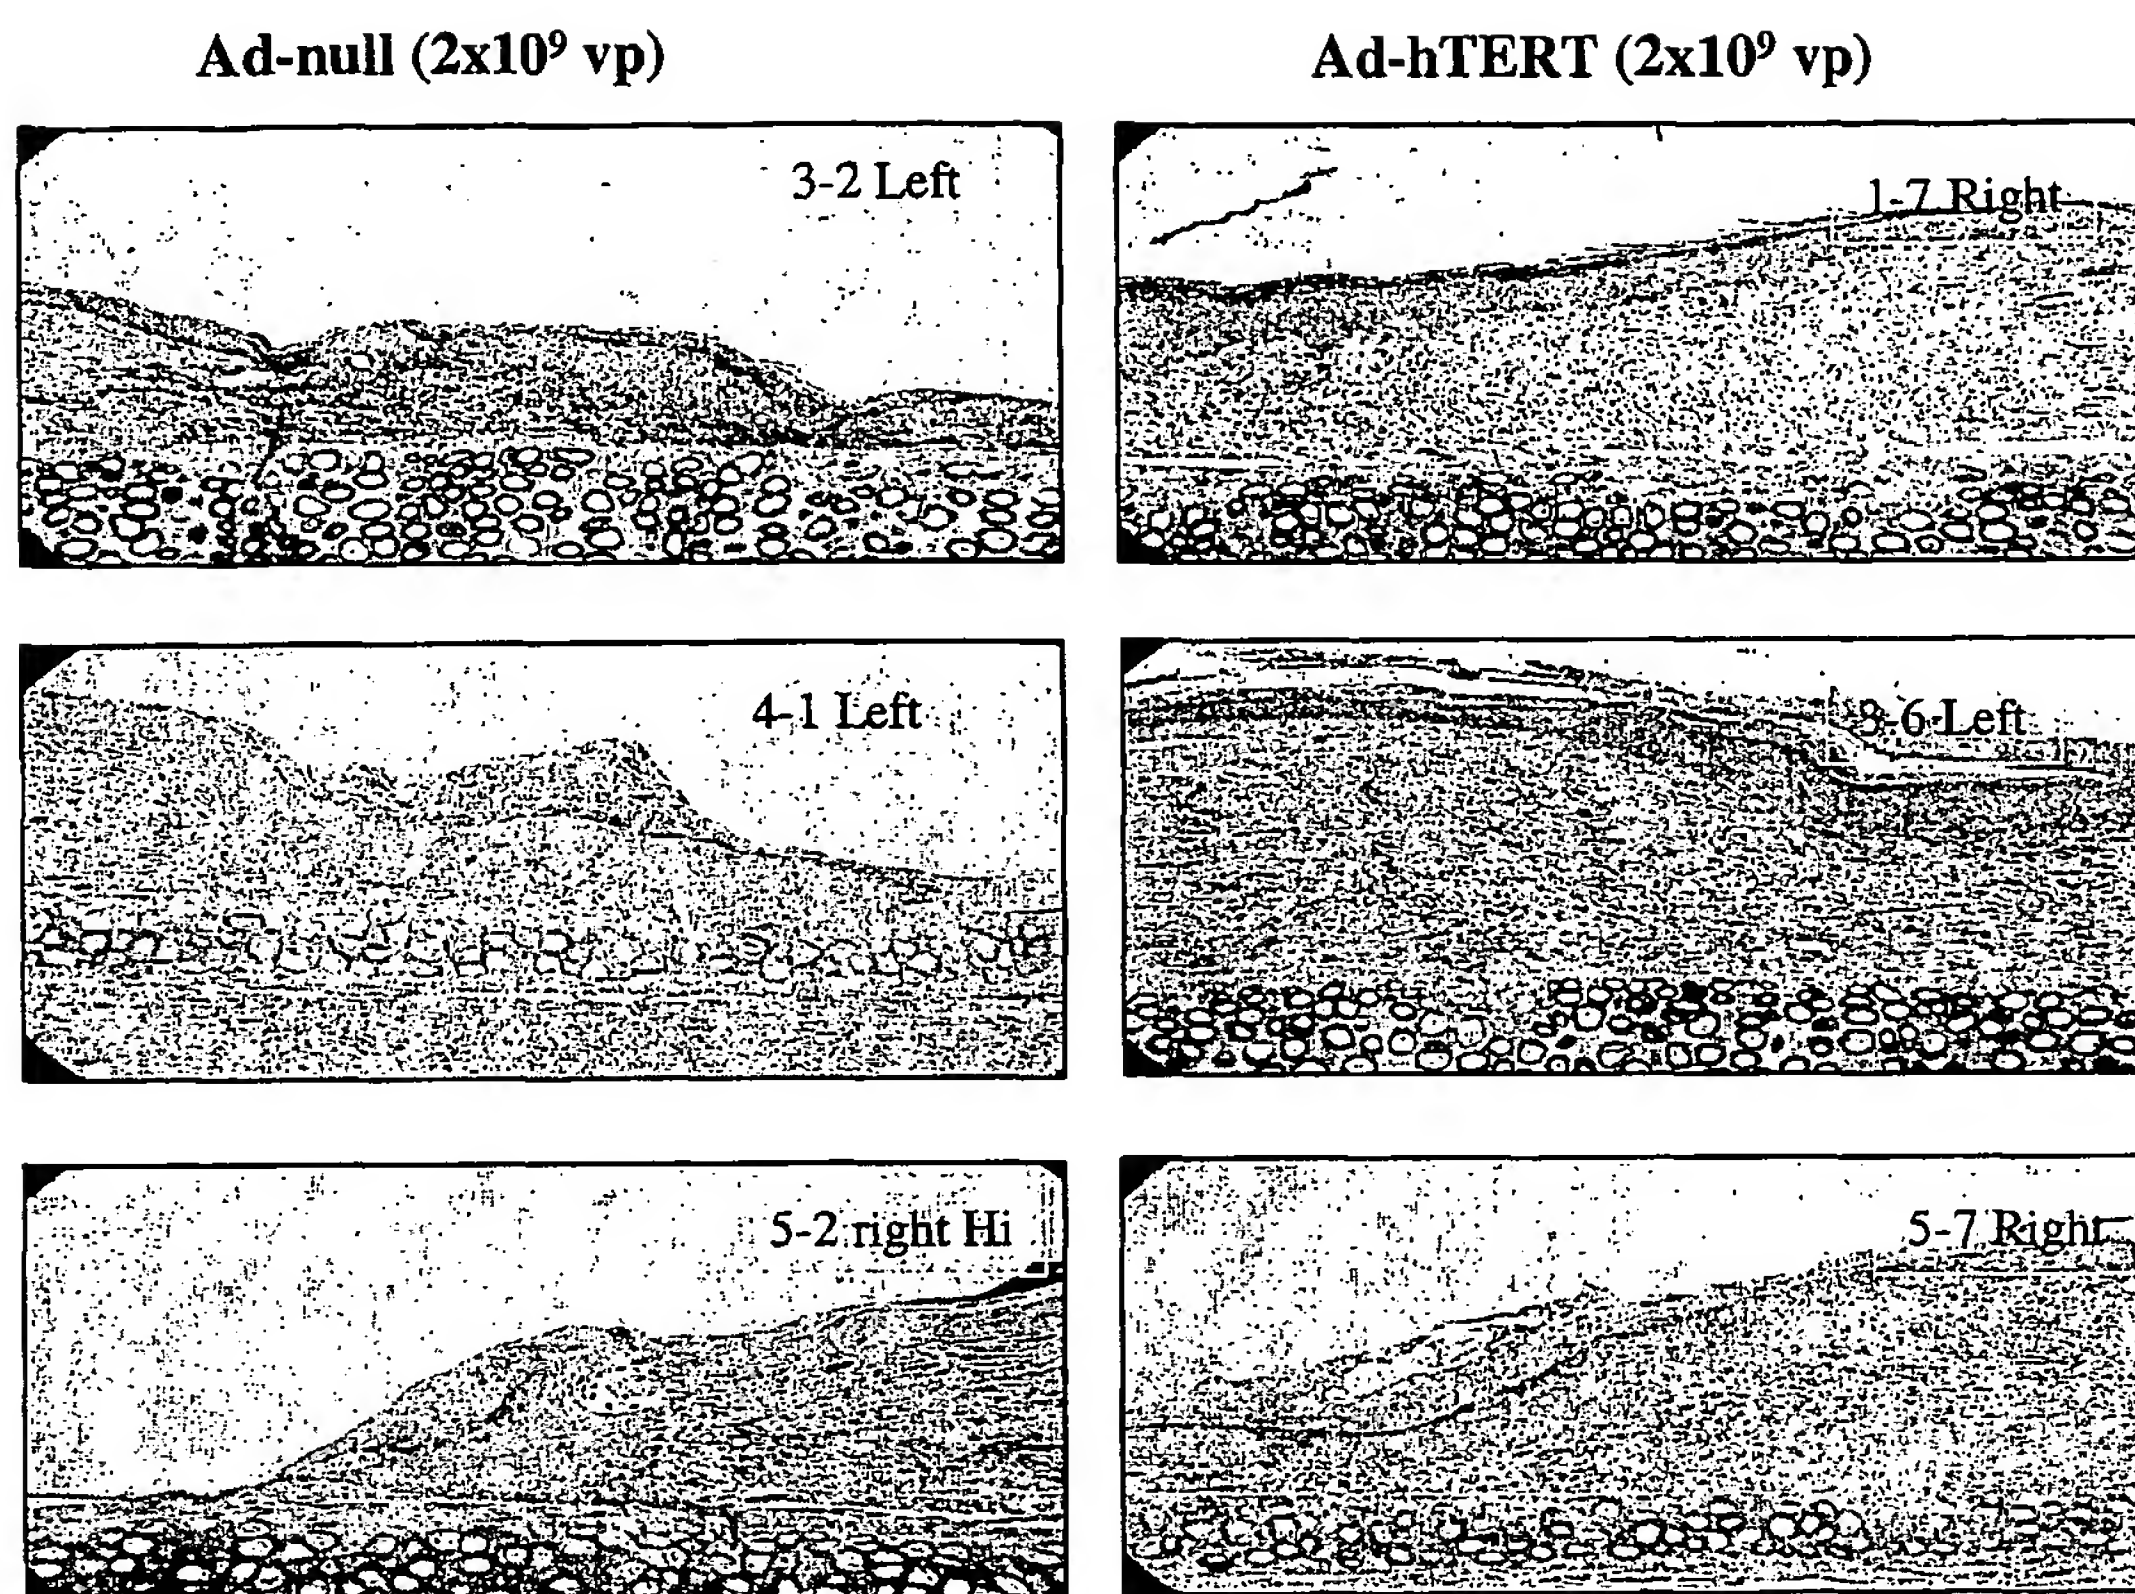 Ad-null (2x10⁹ vp)
Ad-hTERT (2x10⁹ vp)
3-2 Left
1-7 Right
4-1 Left
3-6 Left
5-2 right Hi
5-7 Right